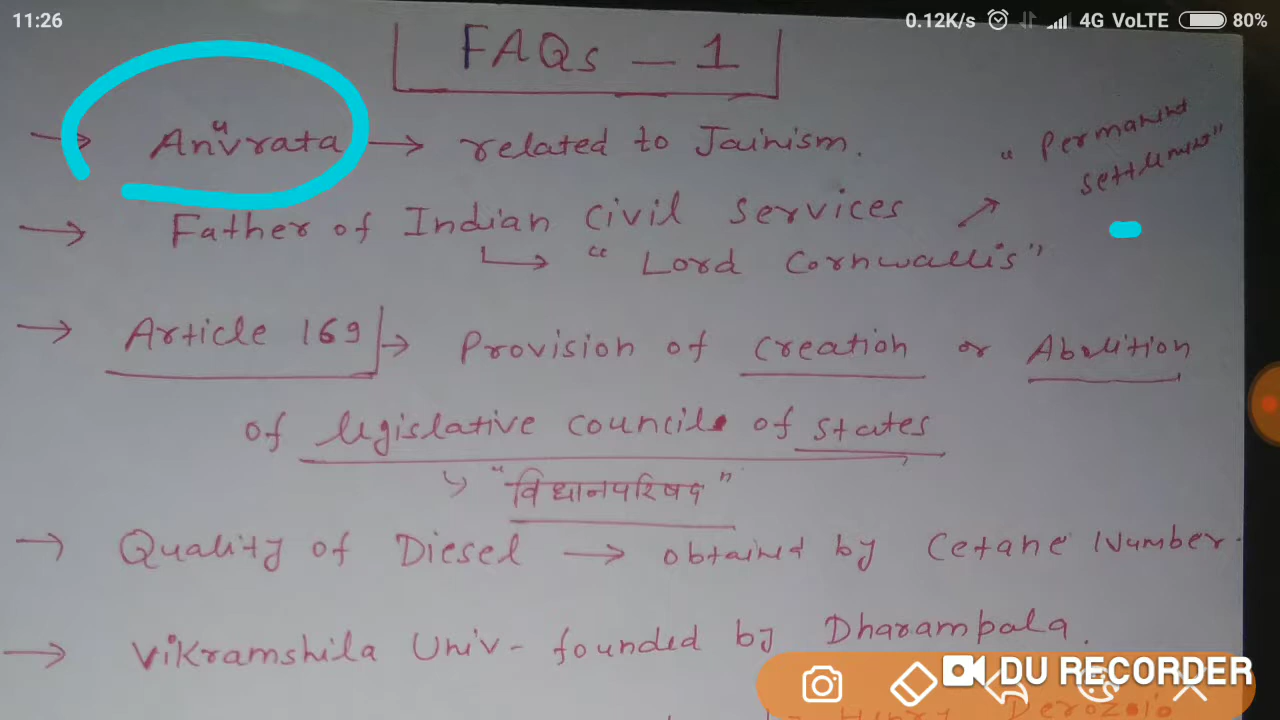 11:26 0.12K/s 4G VoLTE 80%
FAQs - 1
→ Anuvrata → related to Jainism.
→ Father of Indian Civil Services ↗ "Permanent settlement"
↳ "Lord Cornwallis"
→ Article 169 → Provision of creation or Abolition
of legislative councils of states
↳ "विधानपरिषद"
→ Quality of Diesel → obtained by Cetane Number.
→ Vikramshila Univ- founded by Dharampala.
DU RECORDER
Henry Derozio